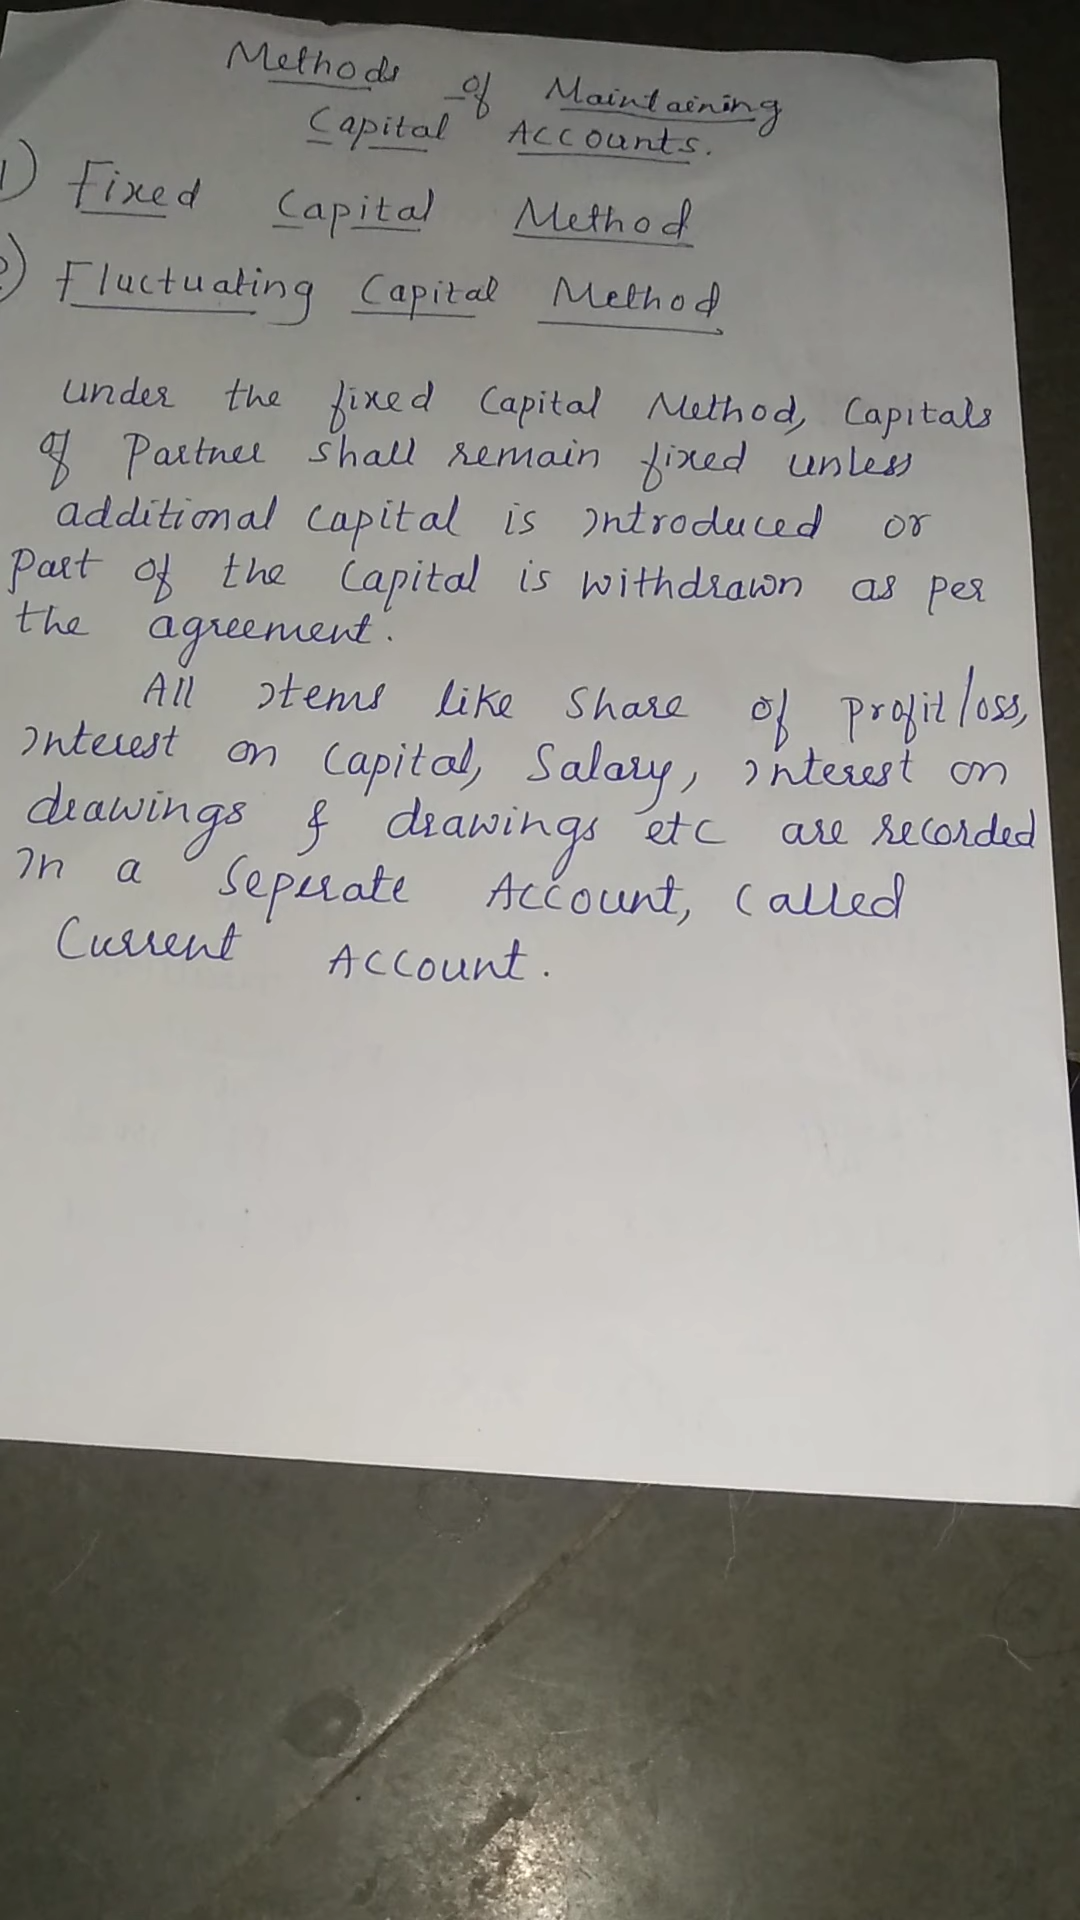 Methods of Maintaining
Capital Accounts.
1) Fixed Capital Method
2) Fluctuating Capital Method
under the fixed Capital Method, Capitals
of Partner shall remain fixed unless
additional capital is introduced or
Part of the Capital is withdrawn as per
the agreement.
All items like Share of profit/loss,
interest on Capital, Salary, interest on
drawings & drawings etc are recorded
in a Seperate Account, Called
Current Account.